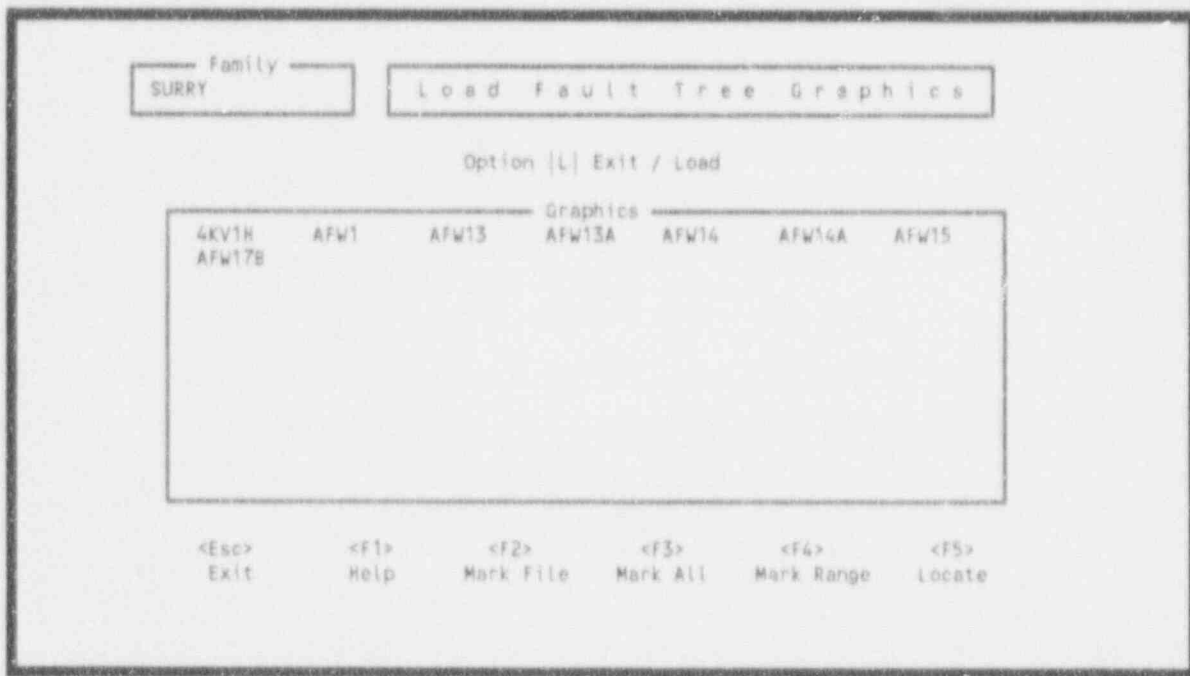 Family
SURRY
Load Fault Tree Graphics
Option |L| Exit / Load
Graphics
4KV1H AFW1 AFW13 AFW13A AFW14 AFW14A AFW15
AFW17B
<Esc> <F1> <F2> <F3> <F4> <F5>
Exit Help Mark File Mark All Mark Range Locate